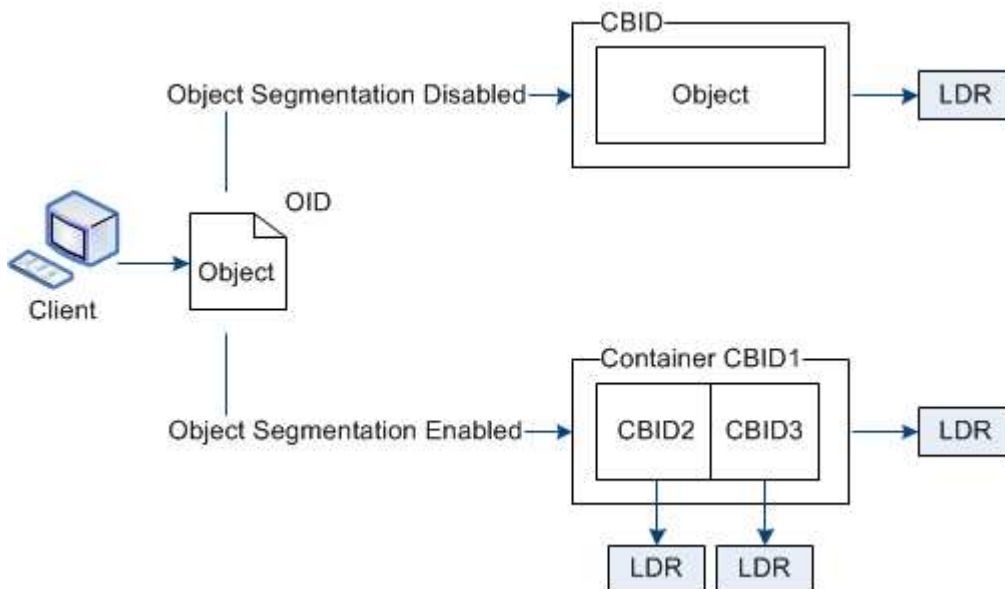 CBID
Object Segmentation Disabled
Object
LDR
OID
Object
Client
Container CBID1
Object Segmentation Enabled
CBID2
CBID3
LDR
LDR
LDR